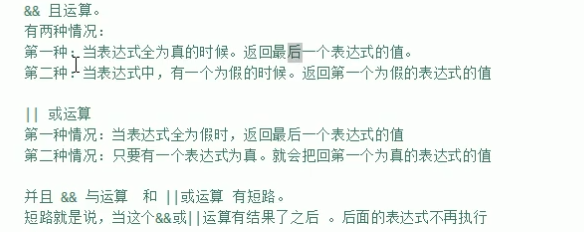 && 且运算。
有两种情况：
第一种：当表达式全为真的时候。返回最后一个表达式的值。
第二种：当表达式中，有一个为假的时候。返回第一个为假的表达式的值
|| 或运算
第一种情况：当表达式全为假时，返回最后一个表达式的值
第二种情况：只要有一个表达式为真。就会把回第一个为真的表达式的值
并且 && 与运算 和 ||或运算 有短路。
短路就是说，当这个&&或||运算有结果了之后 。后面的表达式不再执行